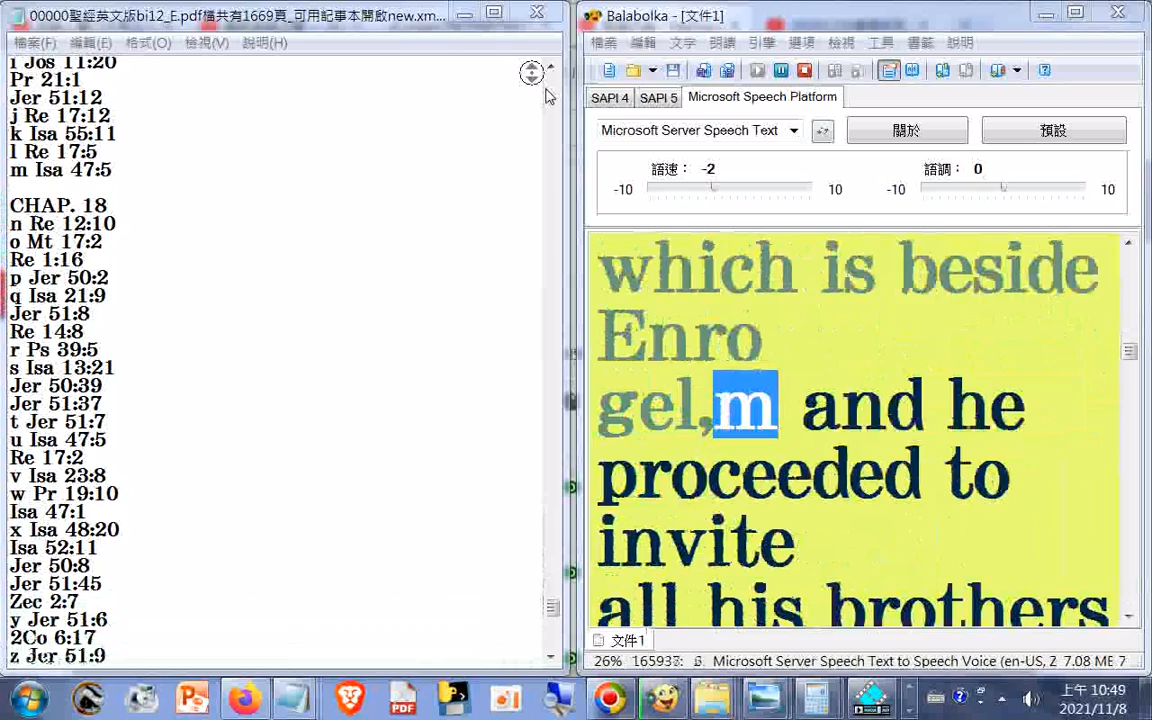 00000聖經英文版bi12_E.pdf檔共有1669頁_可用記事本開啟new.xm...
檔案(F) 編輯(E) 格式(O) 檢視(V) 說明(H)
i Jos 11:20
Pr 21:1
Jer 51:12
j Re 17:12
k Isa 55:11
l Re 17:5
m Isa 47:5
CHAP. 18
n Re 12:10
o Mt 17:2
Re 1:16
p Jer 50:2
q Isa 21:9
Jer 51:8
Re 14:8
r Ps 39:5
s Isa 13:21
Jer 50:39
Jer 51:37
t Jer 51:7
u Isa 47:5
Re 17:2
v Isa 23:8
w Pr 19:10
Isa 47:1
x Isa 48:20
Isa 52:11
Jer 50:8
Jer 51:45
Zec 2:7
y Jer 51:6
2Co 6:17
z Jer 51:9
Balabolka - [文件1]
檔案 編輯 文字 朗讀 引擎 選項 檢視 工具 書籤 說明
SAPI 4 SAPI 5 Microsoft Speech Platform
Microsoft Server Speech Text 關於 預設
語速： -2 語調： 0
-10 10 -10 10
which is beside
Enro
gel,m and he
proceeded to
invite
all his brothers
文件1
26% 165937: Microsoft Server Speech Text to Speech Voice (en-US, Z 7.08 ME 7
上午 10:49
2021/11/8